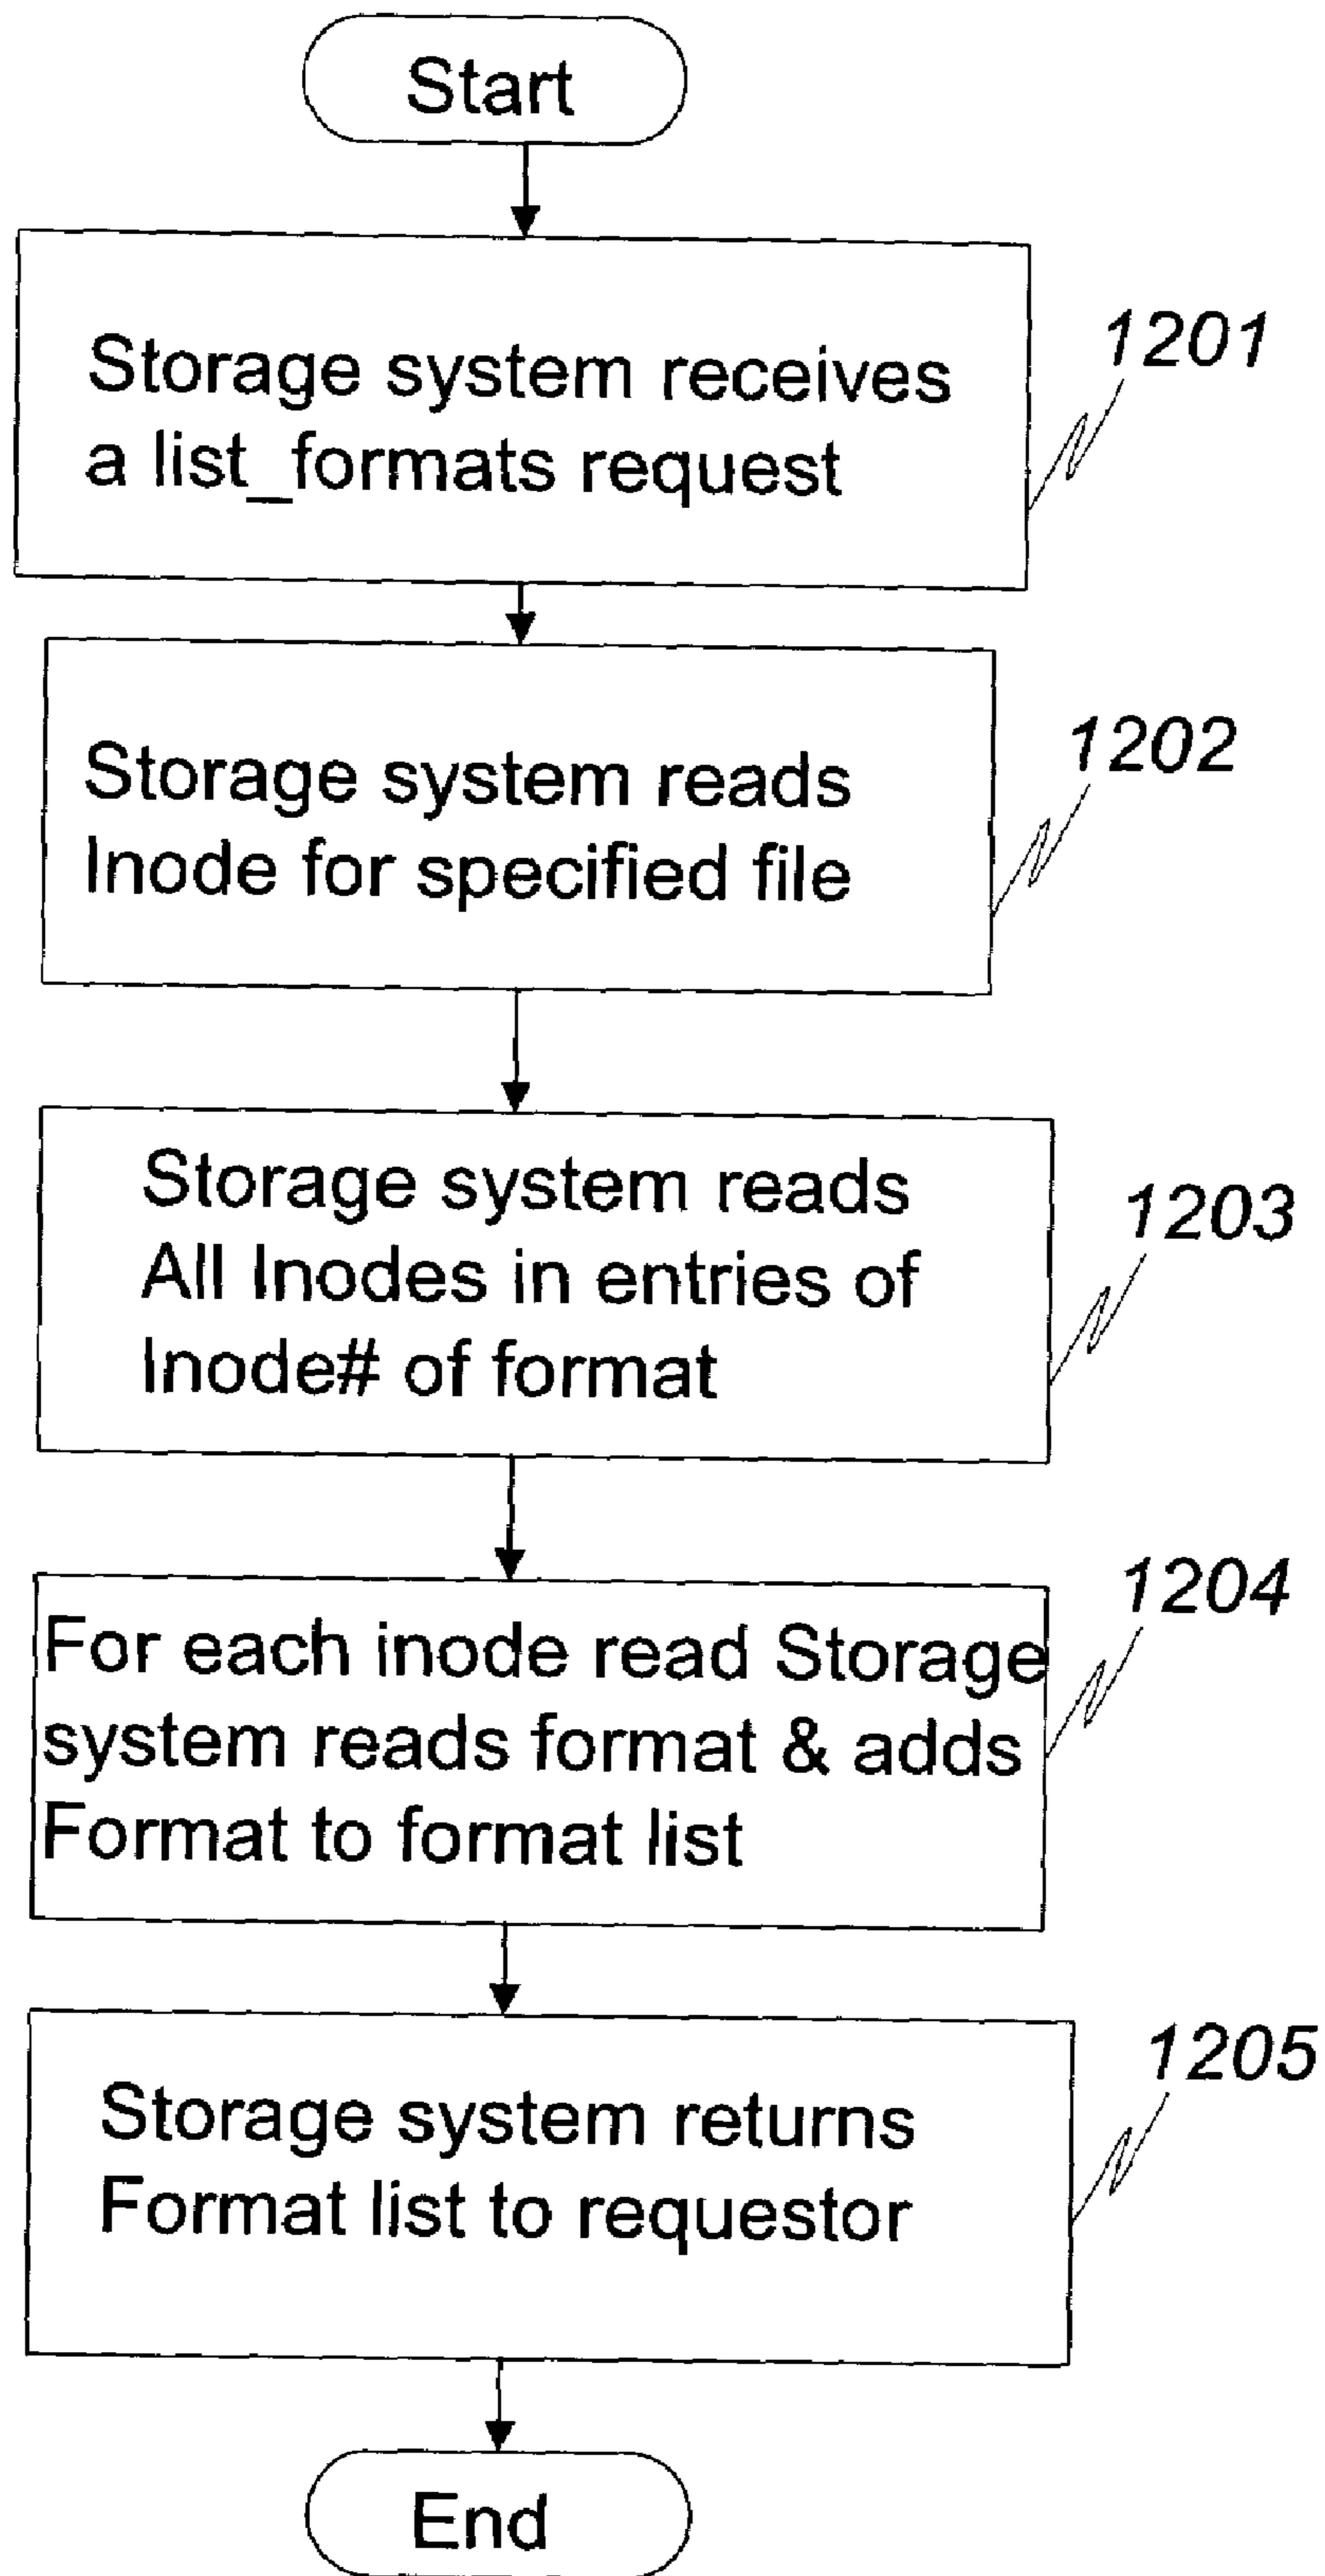 Start
Storage system receives
a list_formats request
1201
Storage system reads
Inode for specified file
1202
Storage system reads
All Inodes in entries of
Inode# of format
1203
For each inode read Storage
system reads format & adds
Format to format list
1204
Storage system returns
Format list to requestor
1205
End